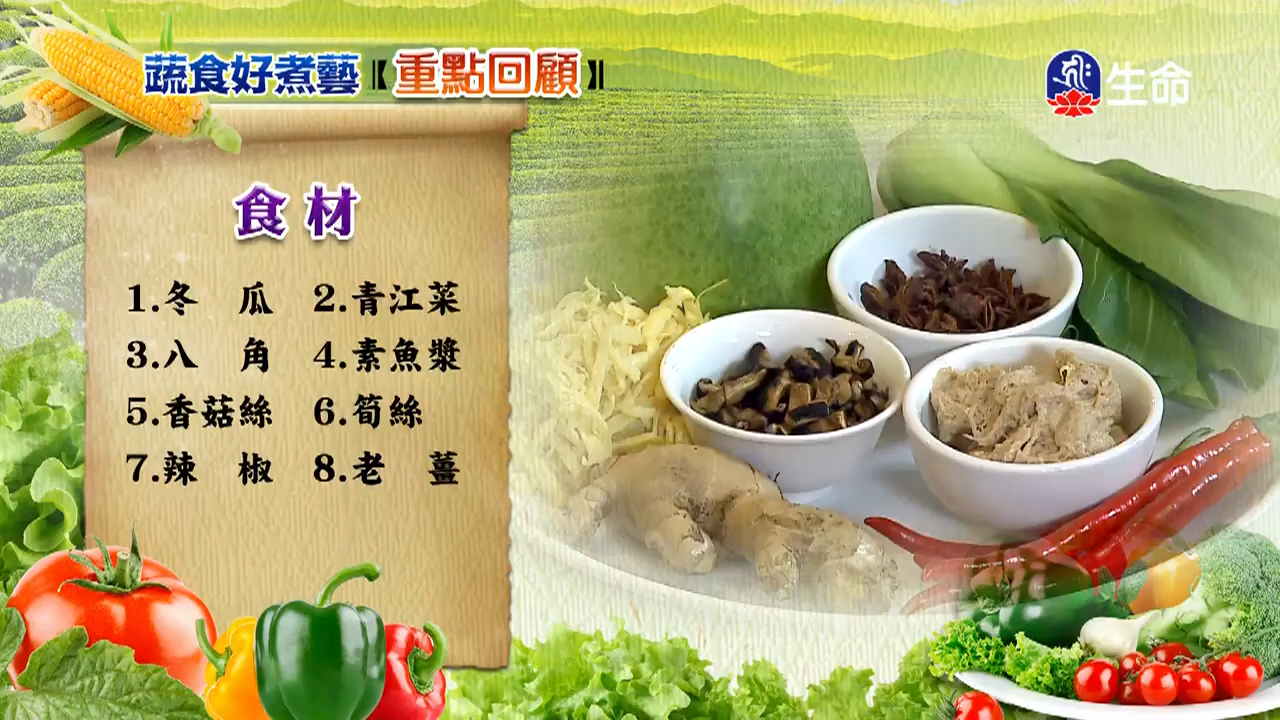 蔬食好煮藝【重點回顧】
生命
食材
1.冬　瓜　2.青江菜
3.八　角　4.素魚漿
5.香菇絲　6.筍絲
7.辣　椒　8.老　薑